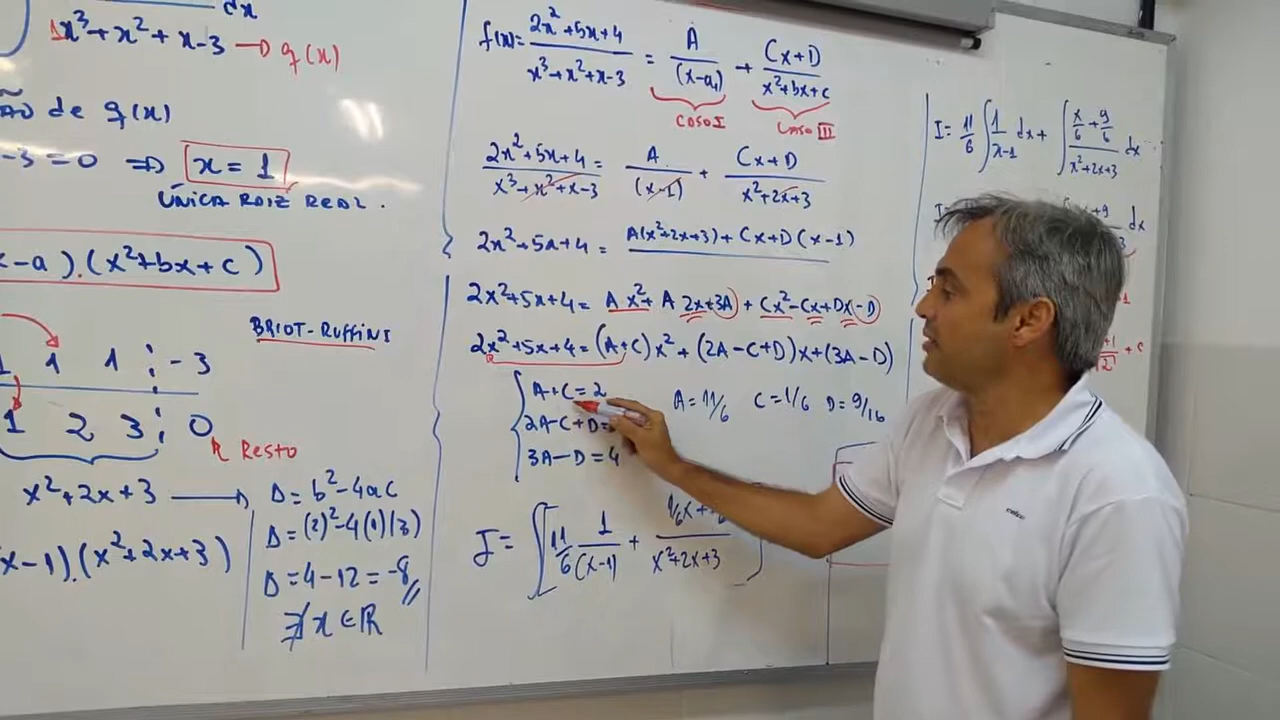 dx
1x³+x²+x-3 → q(x)
ÃO de q(x)
-3=0 ⇒ x=1
ÚNICA RAIZ REAL.
x-a).(x²+bx+c)
BRIOT-RUFFINI
1 1 1 ¦ -3
1 2 3 ¦ 0
R Resto
x²+2x+3 →
x-1).(x²+2x+3)
Δ=b²-4ac
Δ=(2)²-4(1)(3)
Δ=4-12=-8
∄x∈ℝ
f(x)= 2x²+5x+4 / x³+x²+x-3 = A / (x-a₁) + Cx+D / x²+bx+c
CASO I CASO III
2x²+5x+4 / x³+x²+x-3 = A / (x-1) + Cx+D / x²+2x+3
2x²+5x+4= A(x²+2x+3)+Cx+D(x-1)
2x²+5x+4= Ax²+A2x+3A+Cx²-Cx+Dx-D
2x²+5x+4=(A+C)x²+(2A-C+D)x+(3A-D)
A+C=2
2A-C+D=
3A-D=4
A=11/6 C=1/6 D=9/16
I= ∫[11/6 1/(x-1) + 1/6x+ / x²+2x+3
I= 11/6 ∫ 1/x-1 dx + ∫ x/6+9/6 / x²+2x+3 dx
I
x+9 dx
+c